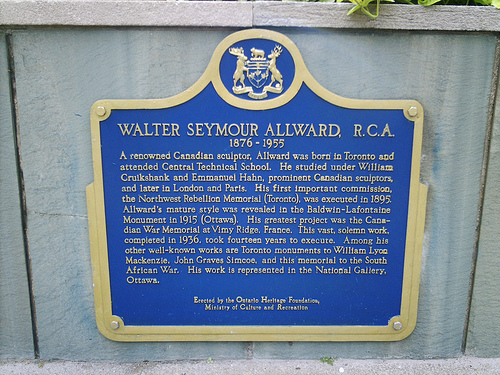 WALTER SEYMOUR ALLWARD, R.C.A.
1876 - 1955
A renowned Canadian sculptor, Allward was born in Toronto and
attended Central Technical School. He studied under William
Cruikshank and Emmanuel Hahn, prominent Canadian sculptors,
and later in London and Paris. His first important commission,
the Northwest Rebellion Memorial (Toronto), was executed in 1895.
Allward's mature style was revealed in the Baldwin-Lafontaine
Monument in 1915 (Ottawa). His greatest project was the Cana-
dian War Memorial at Vimy Ridge, France. This vast, solemn work,
completed in 1936, took fourteen years to execute. Among his
other well-known works are Toronto monuments to William Lyon
Mackenzie, John Graves Simcoe, and this memorial to the South
African War. His work is represented in the National Gallery,
Ottawa.
Erected by the Ontario Heritage Foundation,
Ministry of Culture and Recreation